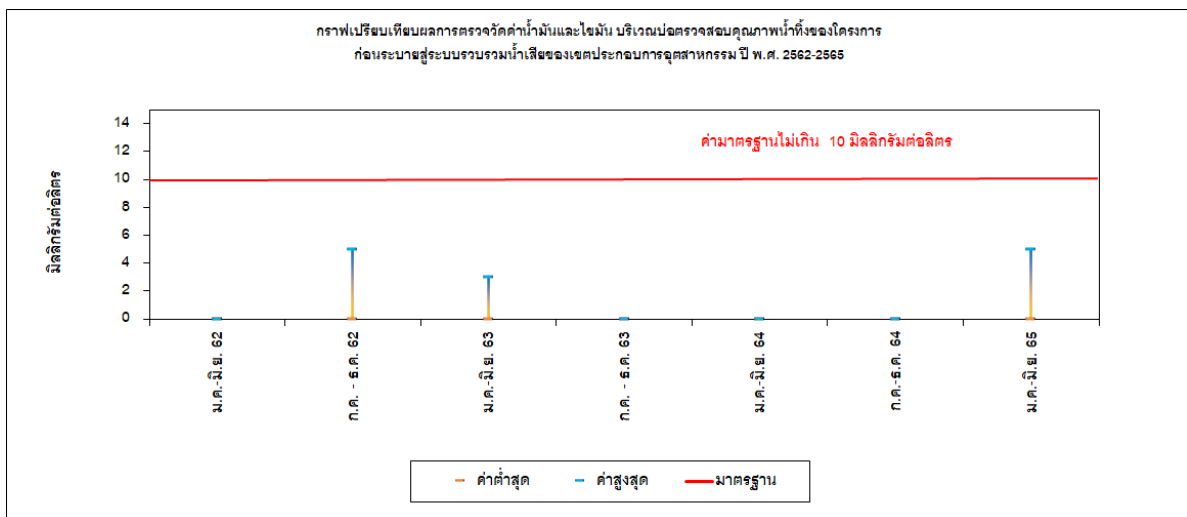 กราฟเปรียบเทียบผลการตรวจวัดค่าน้ำมันและไขมัน บริเวณบ่อตรวจสอบคุณภาพน้ำทิ้งของโครงการ
ก่อนระบายสู่ระบบรวบรวมน้ำเสียของเขตประกอบการอุตสาหกรรม ปี พ.ศ. 2562-2565
มิลลิกรัมต่อลิตร
14
12
10
8
6
4
2
0
ค่ามาตรฐานไม่เกิน 10 มิลลิกรัมต่อลิตร
ม.ค.-มิ.ย. 62
ก.ค. - ธ.ค. 62
ม.ค.-มิ.ย. 63
ก.ค. - ธ.ค. 63
ม.ค.-มิ.ย. 64
ก.ค.-ธ.ค. 64
ม.ค.-มิ.ย. 65
ค่าต่ำสุด ค่าสูงสุด มาตรฐาน